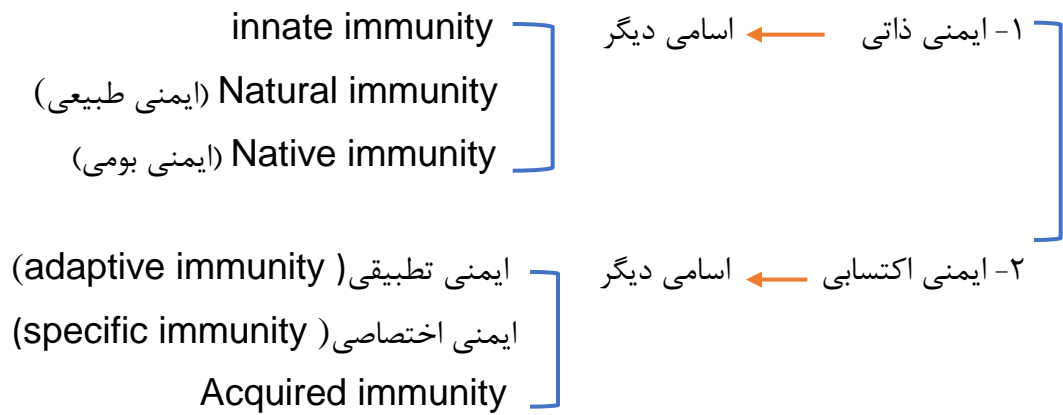 ۱- ایمنی ذاتی اسامی دیگر innate immunity
Natural immunity (ایمنی طبیعی)
Native immunity (ایمنی بومی)
۲- ایمنی اکتسابی اسامی دیگر ایمنی تطبیقی( adaptive immunity)
ایمنی اختصاصی( specific immunity)
Acquired immunity